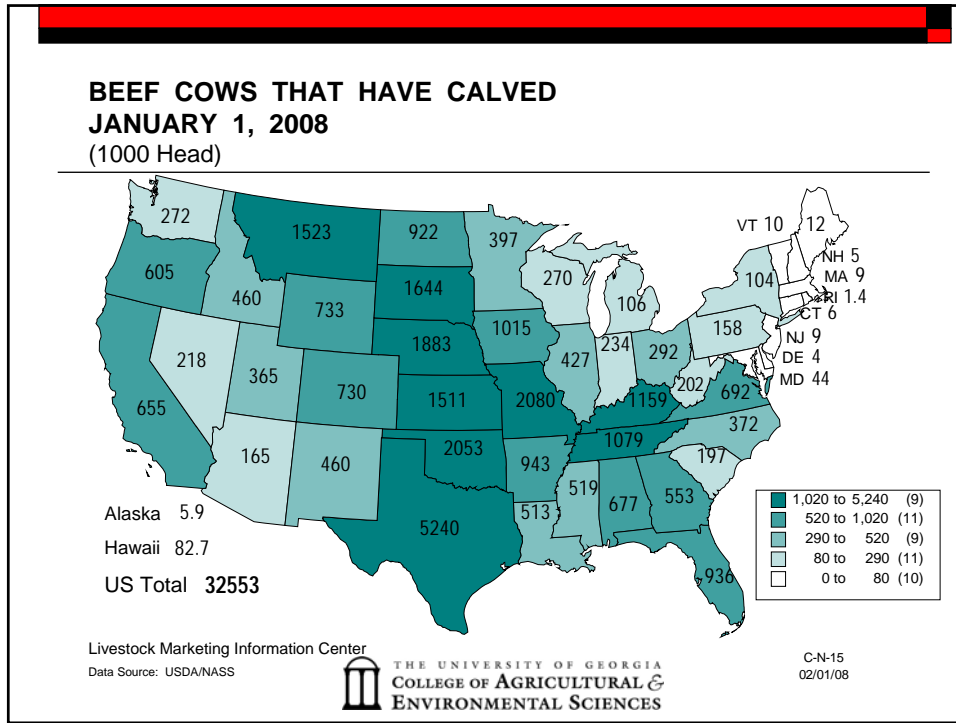 BEEF COWS THAT HAVE CALVED
JANUARY 1, 2008
(1000 Head)
272
1523
922
397
VT 10
12
NH 5
MA 9
RI 1.4
CT 6
NJ 9
DE 4
MD 44
605
460
733
1644
270
106
104
1015
1883
158
218
365
730
427
234
292
202
692
655
1511
2080
1159
372
165
460
2053
943
1079
197
519
677
553
513
5240
936
Alaska 5.9
Hawaii 82.7
US Total 32553
1,020 to 5,240 (9)
520 to 1,020 (11)
290 to 520 (9)
80 to 290 (11)
0 to 80 (10)
Livestock Marketing Information Center
Data Source: USDA/NASS
THE UNIVERSITY OF GEORGIA
COLLEGE OF AGRICULTURAL &
ENVIRONMENTAL SCIENCES
C-N-15
02/01/08